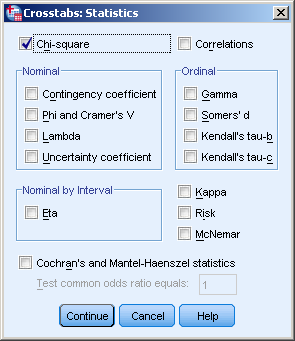 Crosstabs: Statistics
Chi-square
Correlations
Nominal
Contingency coefficient
Phi and Cramer's V
Lambda
Uncertainty coefficient
Ordinal
Gamma
Somers' d
Kendall's tau-b
Kendall's tau-c
Nominal by Interval
Eta
Kappa
Risk
McNemar
Cochran's and Mantel-Haenszel statistics
Test common odds ratio equals: 1
Continue
Cancel
Help